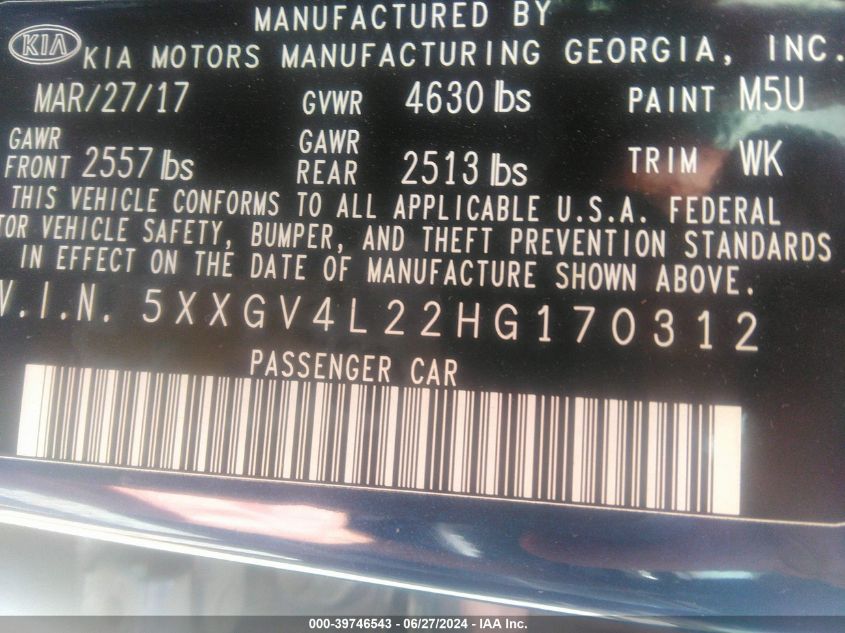 MANUFACTURED BY
KIA KIA MOTORS MANUFACTURING GEORGIA, INC.
MAR/27/17 GVWR 4630 lbs PAINT M5U
GAWR FRONT 2557 lbs GAWR REAR 2513 lbs TRIM WK
THIS VEHICLE CONFORMS TO ALL APPLICABLE U.S.A. FEDERAL
TOR VEHICLE SAFETY, BUMPER, AND THEFT PREVENTION STANDARDS
IN EFFECT ON THE DATE OF MANUFACTURE SHOWN ABOVE.
V.I.N. 5XXGV4L22HG170312
PASSENGER CAR
000-39746543 - 06/27/2024 - IAA Inc.